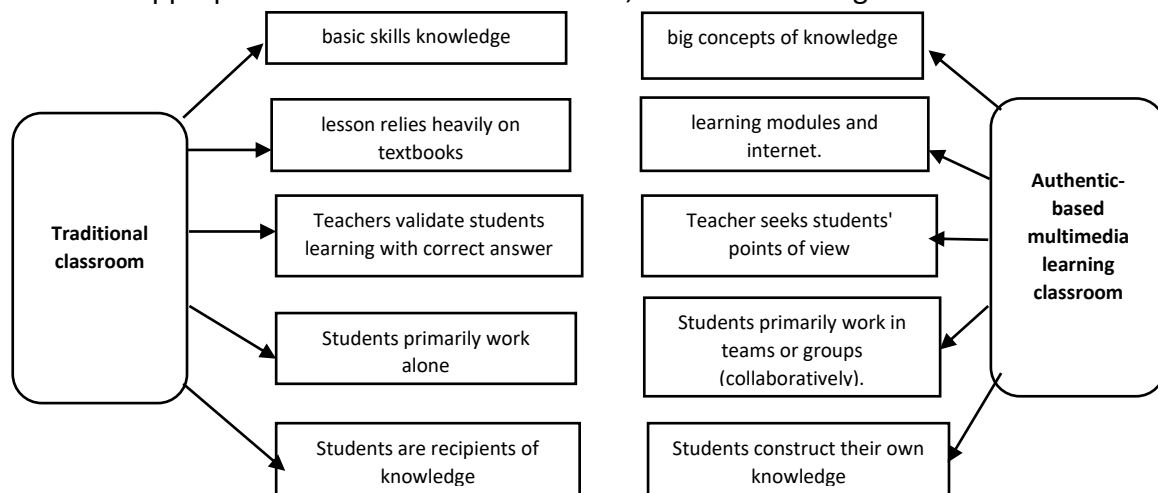 basic skills knowledge
big concepts of knowledge
lesson relies heavily on
textbooks
learning modules and
internet.
Traditional
classroom
Teachers validate students
learning with correct answer
Teacher seeks students'
points of view
Authentic-
based
multimedia
learning
classroom
Students primarily work
alone
Students primarily work in
teams or groups
(collaboratively).
Students are recipients of
knowledge
Students construct their own
knowledge